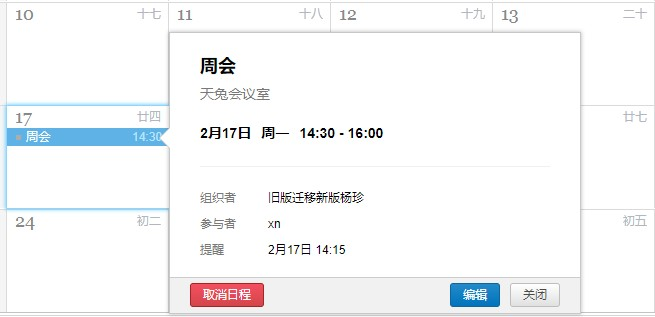 10 十七
11 十八
12 十九
13 二十
周会
天兔会议室
17 廿四
周会 14:30
2月17日 周一 14:30 - 16:00
廿七
组织者 旧版迁移新版杨珍
参与者 xn
提醒 2月17日 14:15
24 初二
初五
取消日程 编辑 关闭